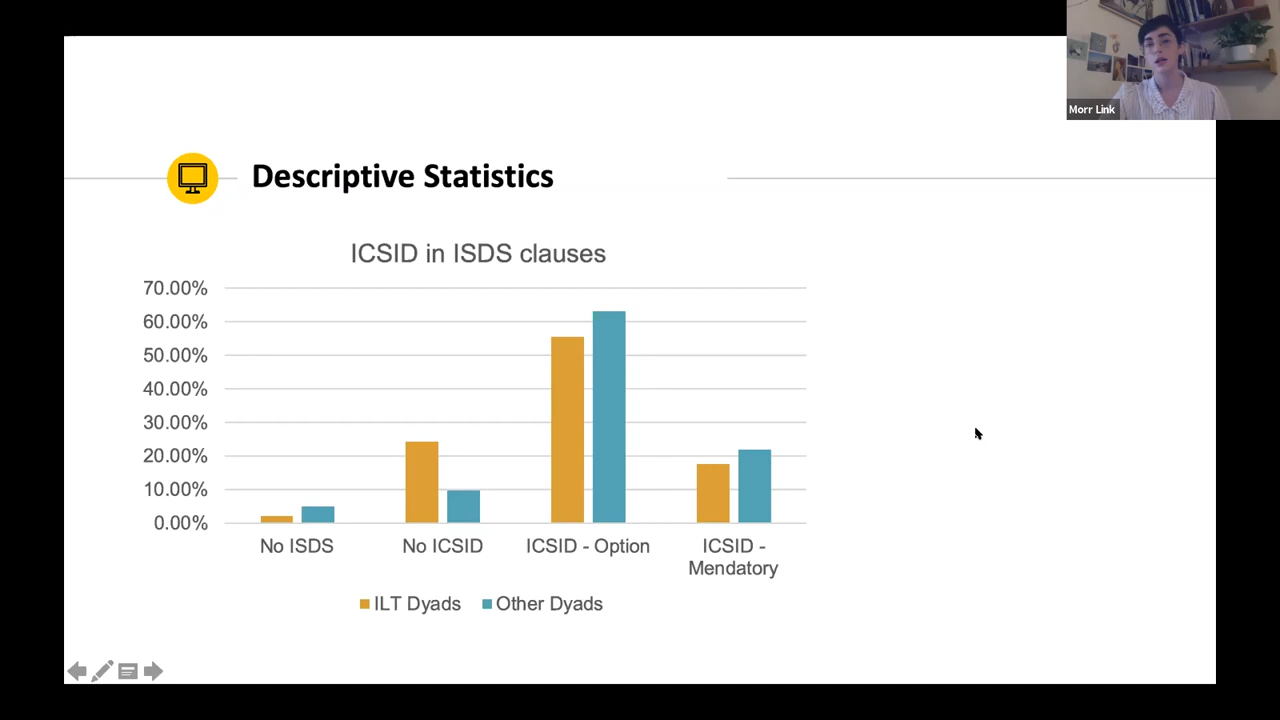 Morr Link
Descriptive Statistics
ICSID in ISDS clauses
70.00%
60.00%
50.00%
40.00%
30.00%
20.00%
10.00%
0.00%
No ISDS
No ICSID
ICSID - Option
ICSID -
Mendatory
ILT Dyads
Other Dyads